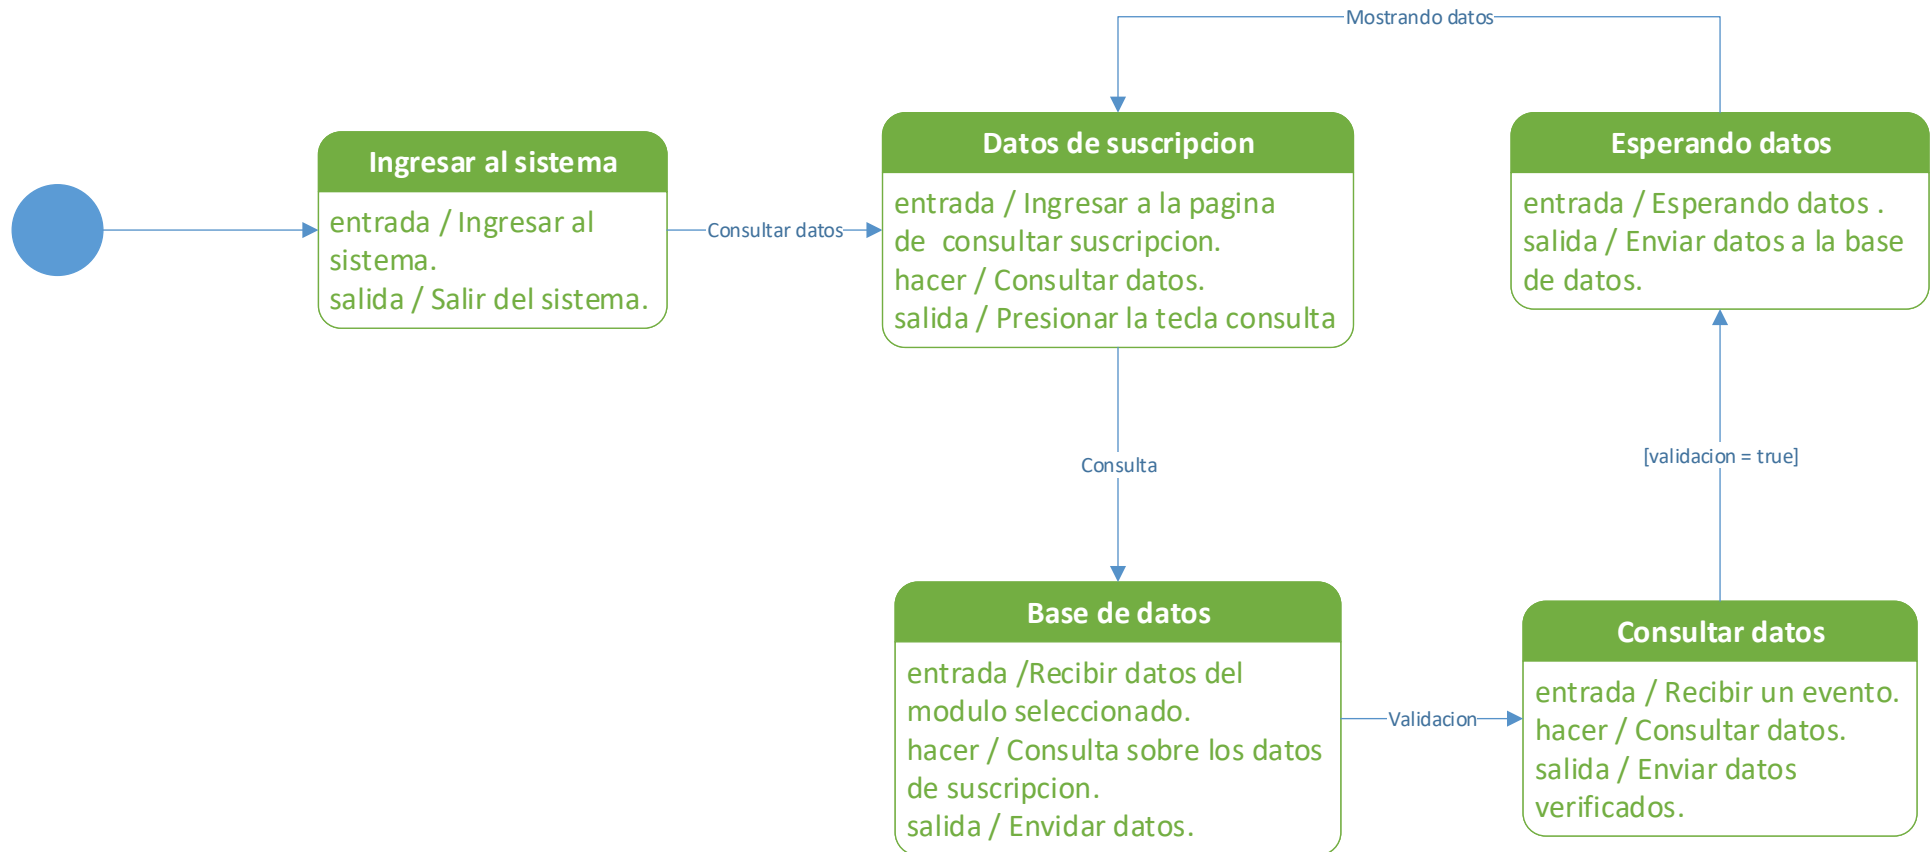 Mostrando datos
Ingresar al sistema
entrada / Ingresar al
sistema.
salida / Salir del sistema.
Consultar datos
Datos de suscripcion
entrada / Ingresar a la pagina
de consultar suscripcion.
hacer / Consultar datos.
salida / Presionar la tecla consulta
Esperando datos
entrada / Esperando datos .
salida / Enviar datos a la base
de datos.
Consulta
[validacion = true]
Base de datos
entrada /Recibir datos del
modulo seleccionado.
hacer / Consulta sobre los datos
de suscripcion.
salida / Envidar datos.
Validacion
Consultar datos
entrada / Recibir un evento.
hacer / Consultar datos.
salida / Enviar datos
verificados.